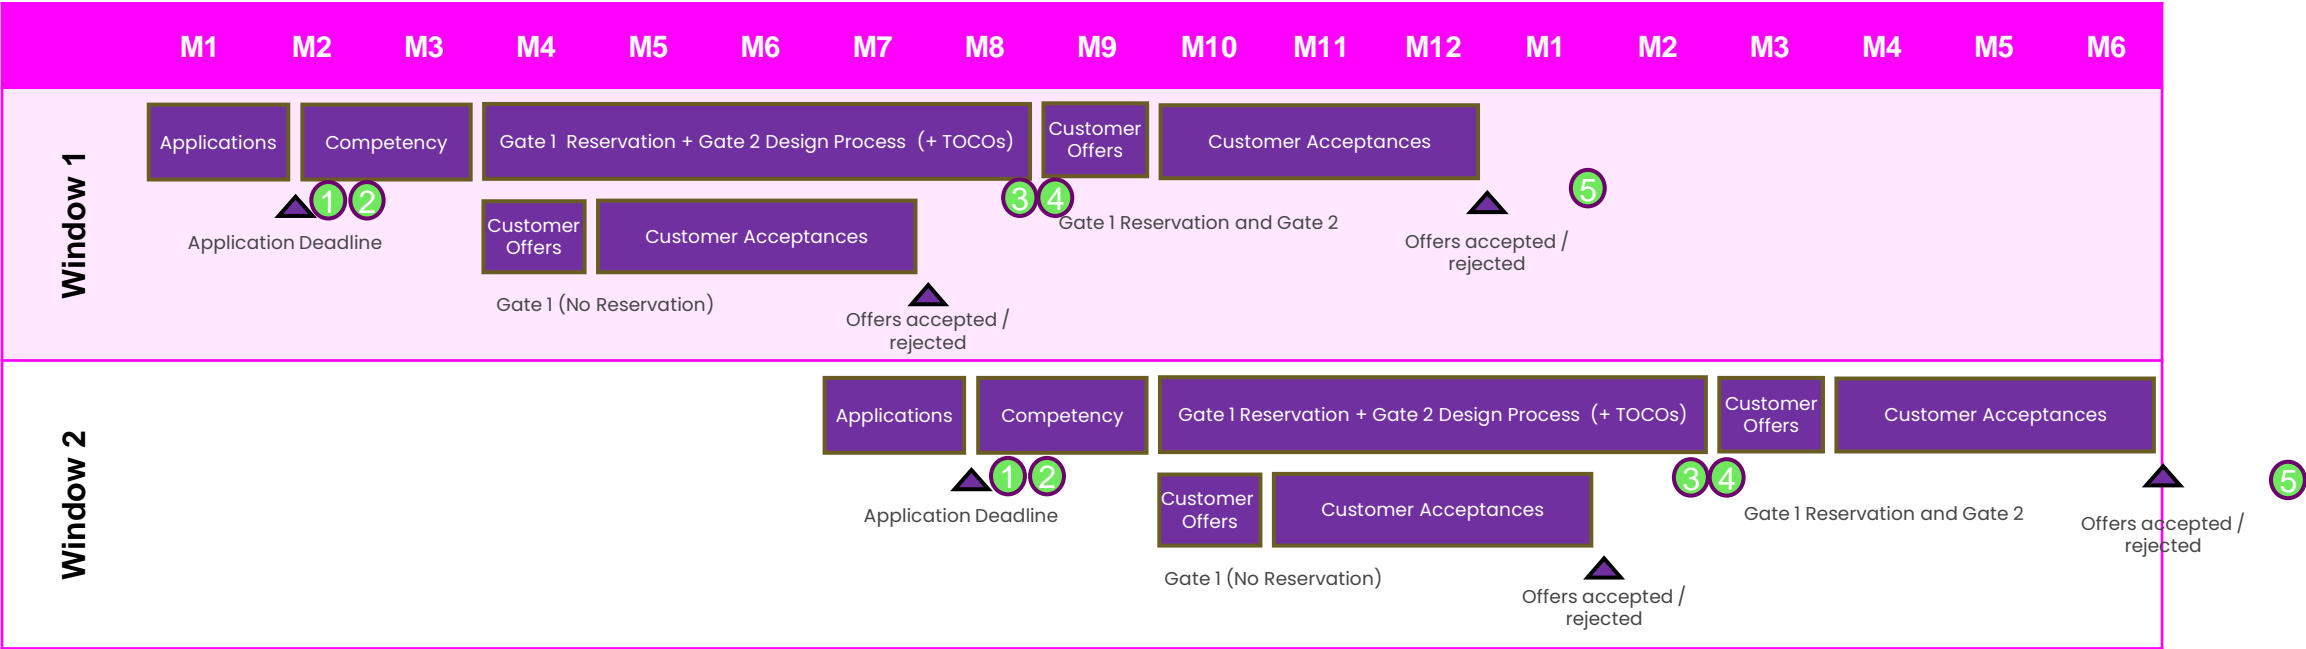 M1 M2 M3 M4 M5 M6 M7 M8 M9 M10 M11 M12 M1 M2 M3 M4 M5 M6
Window 1
Applications
Competency
Gate 1 Reservation + Gate 2 Design Process (+ TOCOs)
Customer
Offers
Customer Acceptances
1 2
Application Deadline
3 4
Gate 1 Reservation and Gate 2
Offers accepted /
rejected
5
Customer
Offers
Customer Acceptances
Gate 1 (No Reservation)
Offers accepted /
rejected
Window 2
Applications
Competency
Gate 1 Reservation + Gate 2 Design Process (+ TOCOs)
Customer
Offers
Customer Acceptances
1 2
Application Deadline
3 4
Gate 1 Reservation and Gate 2
Offers accepted /
rejected
5
Customer
Offers
Customer Acceptances
Gate 1 (No Reservation)
Offers accepted /
rejected